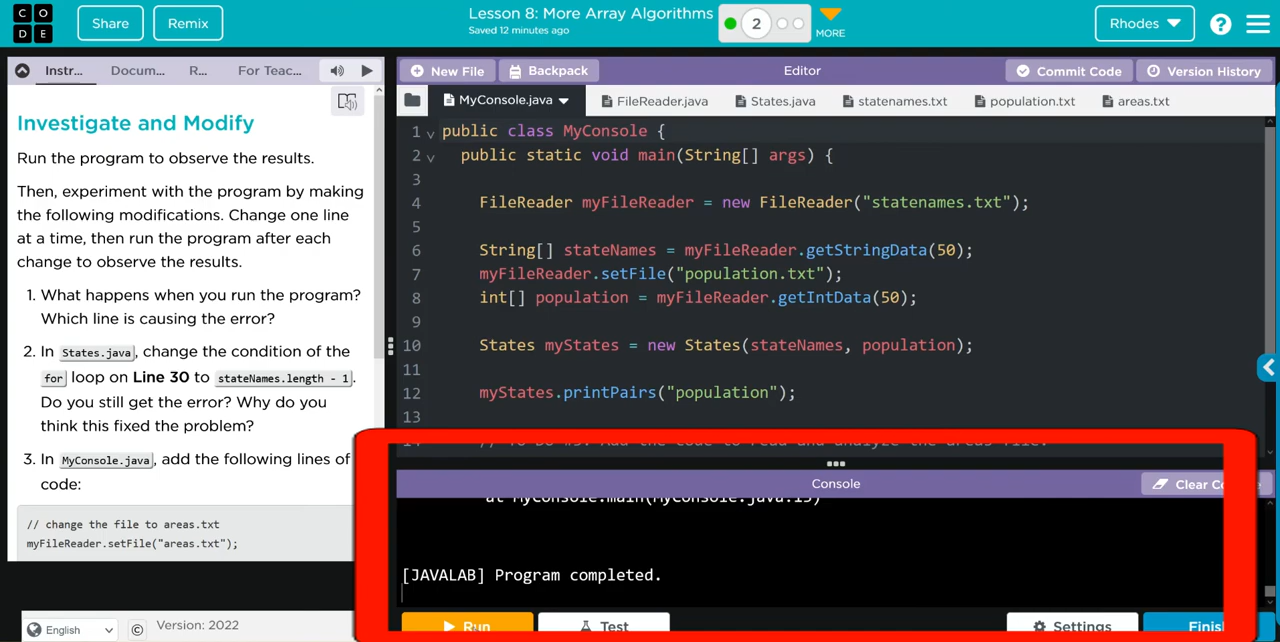 C O
D E
Share
Remix
Lesson 8: More Array Algorithms
Saved 12 minutes ago
2
MORE
Rhodes
?
Instr...
Docum...
R...
For Teac...
New File
Backpack
Editor
Commit Code
Version History
MyConsole.java
FileReader.java
States.java
statenames.txt
population.txt
areas.txt
Investigate and Modify
Run the program to observe the results.
Then, experiment with the program by making
the following modifications. Change one line
at a time, then run the program after each
change to observe the results.
1. What happens when you run the program?
Which line is causing the error?
2. In States.java, change the condition of the
for loop on Line 30 to stateNames.length - 1.
Do you still get the error? Why do you
think this fixed the problem?
3. In MyConsole.java, add the following lines of
code:
// change the file to areas.txt
myFileReader.setFile("areas.txt");
1 public class MyConsole {
2 public static void main(String[] args) {
3
4 FileReader myFileReader = new FileReader("statenames.txt");
5
6 String[] stateNames = myFileReader.getStringData(50);
7 myFileReader.setFile("population.txt");
8 int[] population = myFileReader.getIntData(50);
9
10 States myStates = new States(stateNames, population);
11
12 myStates.printPairs("population");
13
Console
Clear
at MyConsole.main(MyConsole.java:13)
[JAVALAB] Program completed.
Run
Test
Settings
Finish
English
©
Version: 2022